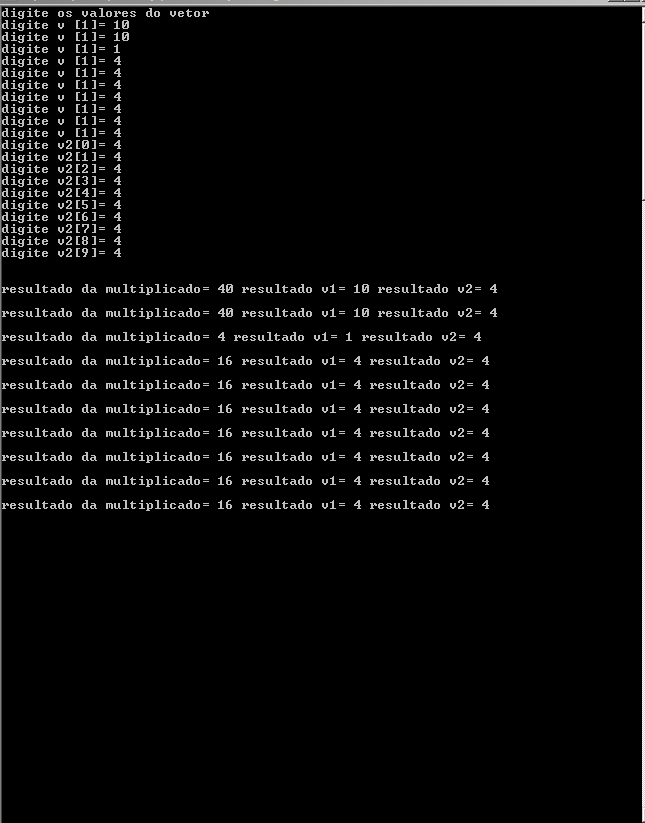 digite os valores do vetor
digite v [1]= 10
digite v [1]= 10
digite v [1]= 1
digite v [1]= 4
digite v [1]= 4
digite v [1]= 4
digite v [1]= 4
digite v [1]= 4
digite v [1]= 4
digite v [1]= 4
digite v2[0]= 4
digite v2[1]= 4
digite v2[2]= 4
digite v2[3]= 4
digite v2[4]= 4
digite v2[5]= 4
digite v2[6]= 4
digite v2[7]= 4
digite v2[8]= 4
digite v2[9]= 4
resultado da multiplicado= 40 resultado v1= 10 resultado v2= 4
resultado da multiplicado= 40 resultado v1= 10 resultado v2= 4
resultado da multiplicado= 4 resultado v1= 1 resultado v2= 4
resultado da multiplicado= 16 resultado v1= 4 resultado v2= 4
resultado da multiplicado= 16 resultado v1= 4 resultado v2= 4
resultado da multiplicado= 16 resultado v1= 4 resultado v2= 4
resultado da multiplicado= 16 resultado v1= 4 resultado v2= 4
resultado da multiplicado= 16 resultado v1= 4 resultado v2= 4
resultado da multiplicado= 16 resultado v1= 4 resultado v2= 4
resultado da multiplicado= 16 resultado v1= 4 resultado v2= 4